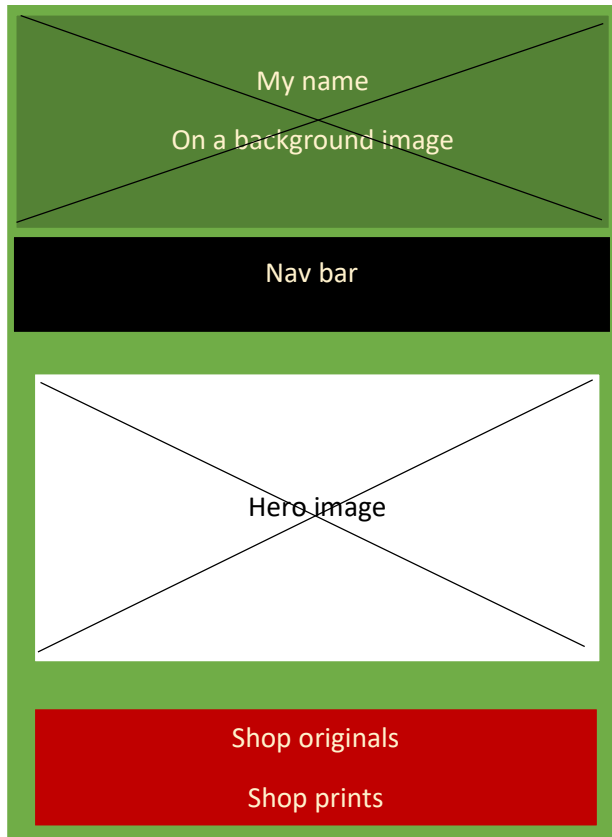 My name
On a background image
Nav bar
Hero image
Shop originals
Shop prints